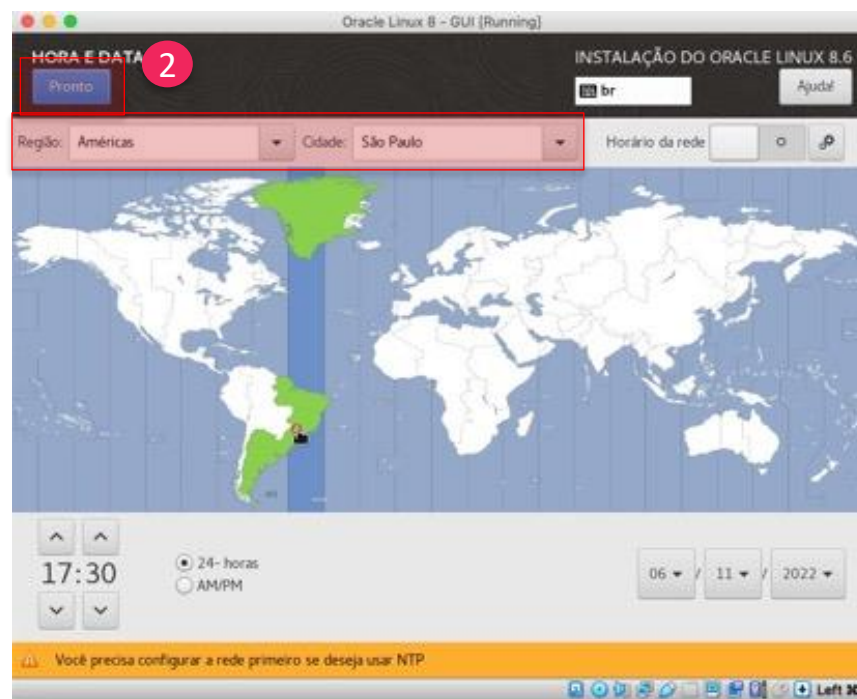 Oracle Linux 8 - GUI [Running]
HORA E DATA
2
INSTALAÇÃO DO ORACLE LINUX 8.6
Pronto
br
Ajuda!
Região: Américas
Cidade: São Paulo
Horário da rede
17:30
24- horas
AM/PM
06 / 11 / 2022
Você precisa configurar a rede primeiro se deseja usar NTP
Left ⌘